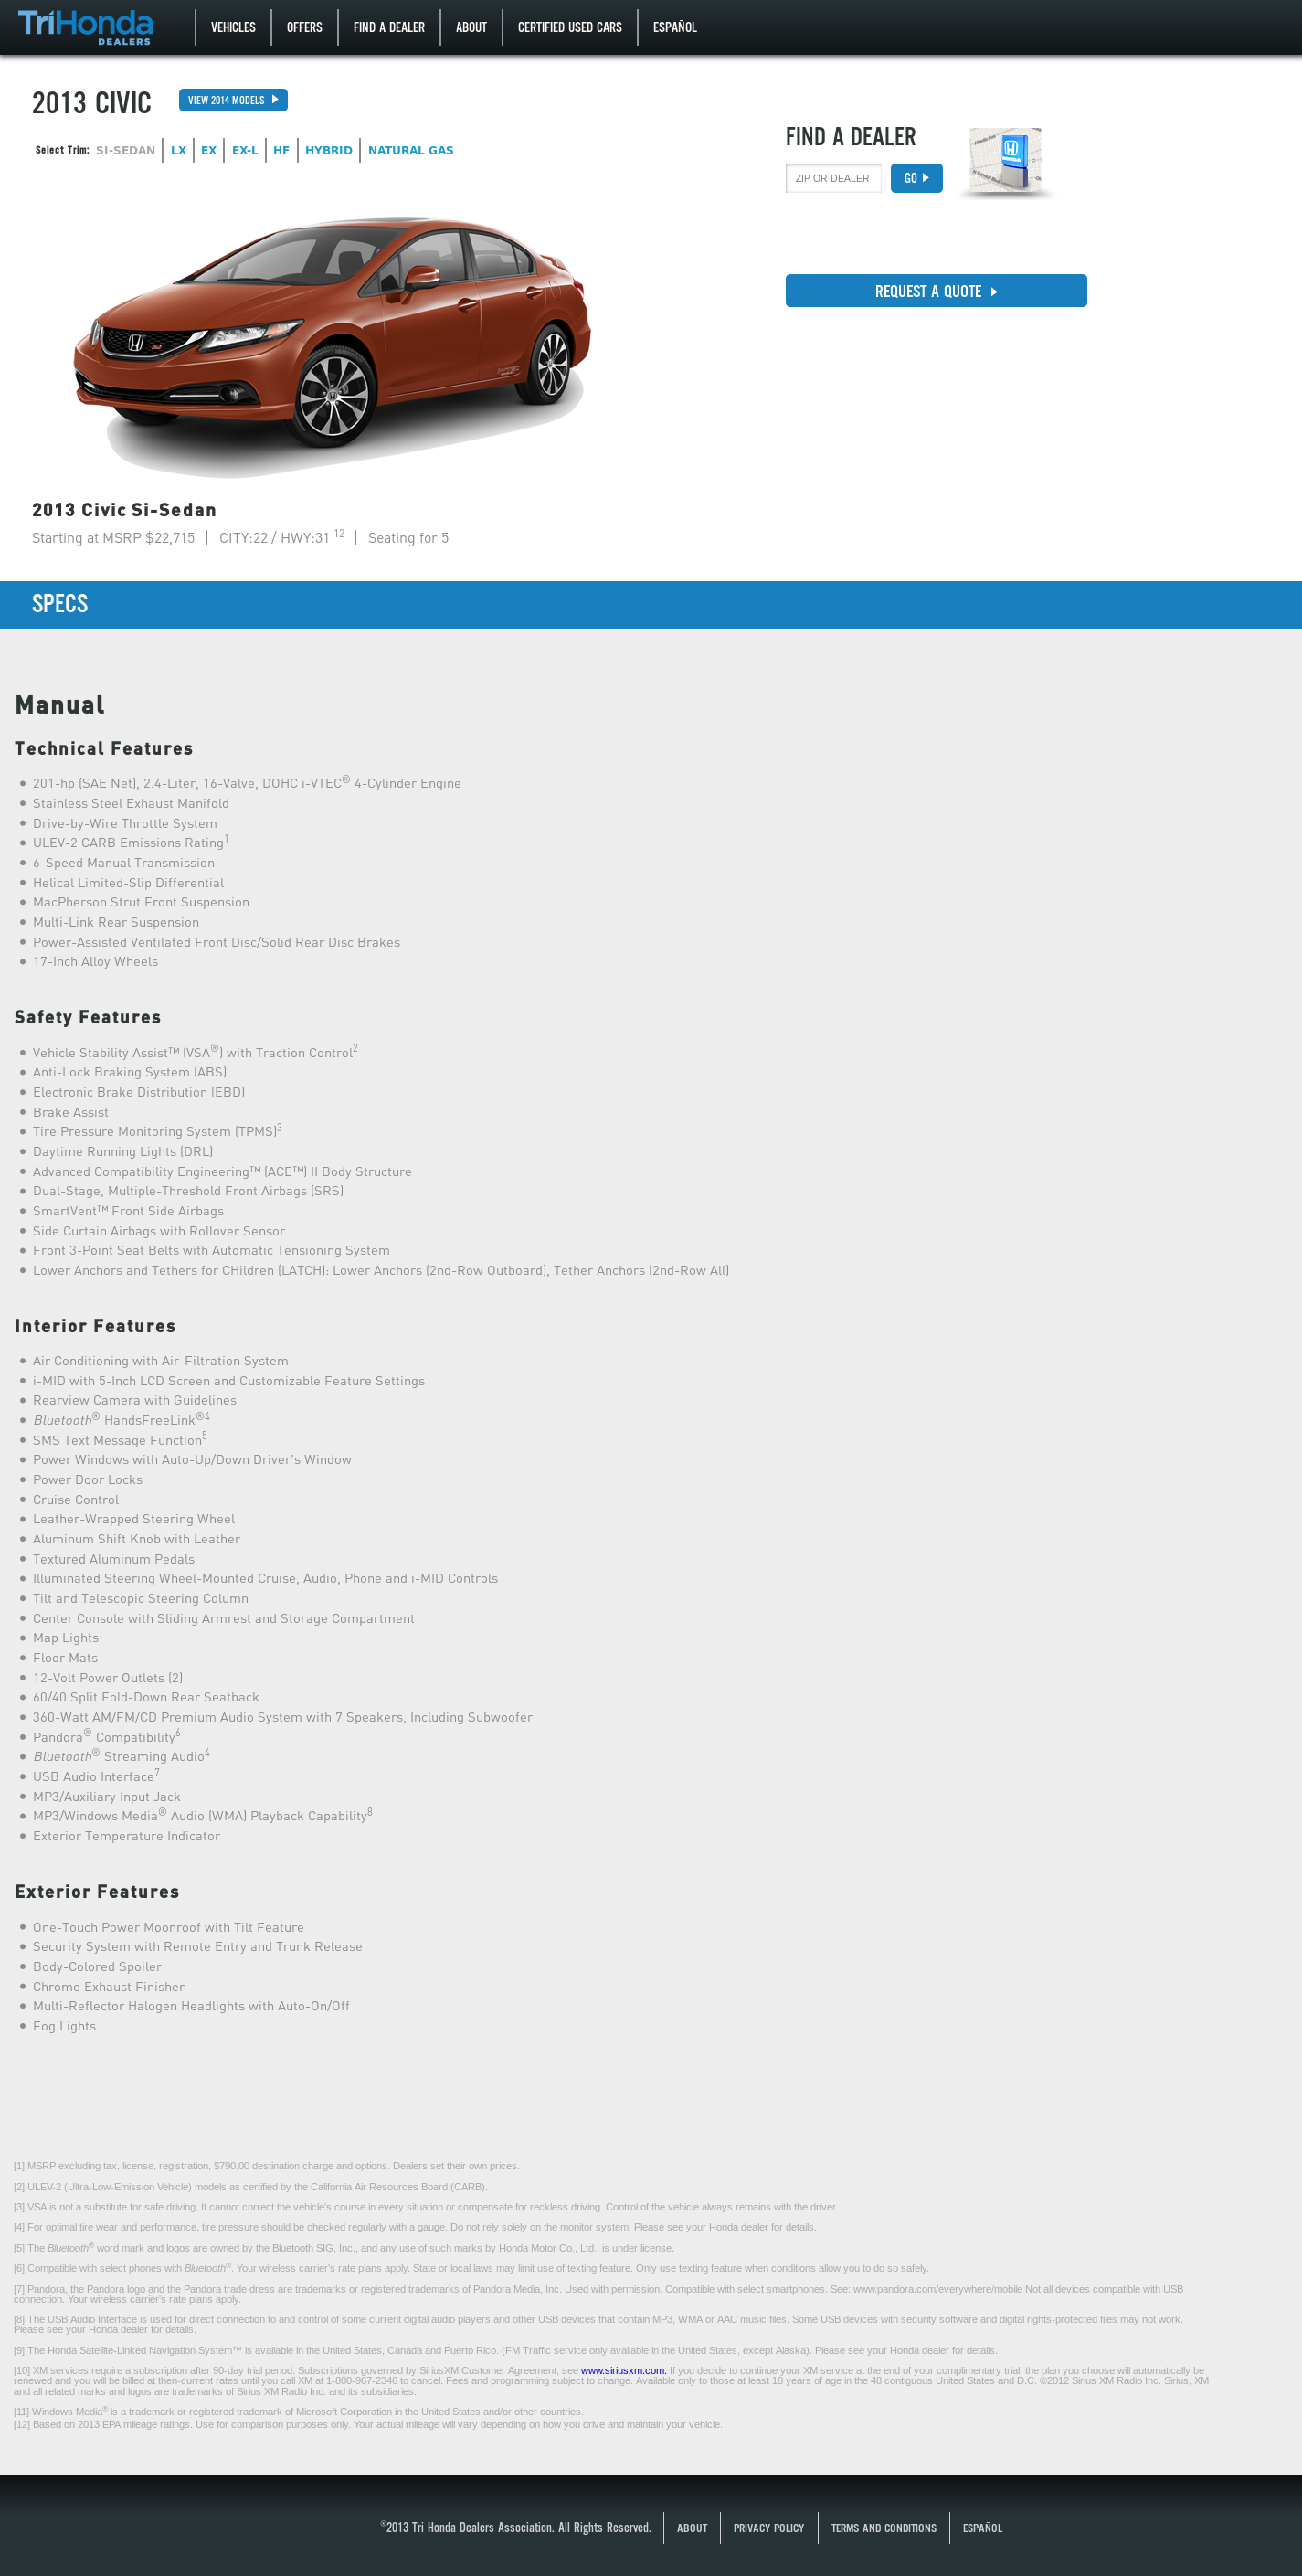 TriHonda
DEALERS
VEHICLES
OFFERS
FIND A DEALER
ABOUT
CERTIFIED USED CARS
ESPAÑOL
2013 CIVIC
VIEW 2014 MODELS
Select Trim: SI-SEDAN LX EX EX-L HF HYBRID NATURAL GAS
FIND A DEALER
ZIP OR DEALER
GO
REQUEST A QUOTE
2013 Civic Si-Sedan
Starting at MSRP $22,715 | CITY:22 / HWY:31 12 | Seating for 5
SPECS
Manual
Technical Features
201-hp (SAE Net), 2.4-Liter, 16-Valve, DOHC i-VTEC® 4-Cylinder Engine
Stainless Steel Exhaust Manifold
Drive-by-Wire Throttle System
ULEV-2 CARB Emissions Rating1
6-Speed Manual Transmission
Helical Limited-Slip Differential
MacPherson Strut Front Suspension
Multi-Link Rear Suspension
Power-Assisted Ventilated Front Disc/Solid Rear Disc Brakes
17-Inch Alloy Wheels
Safety Features
Vehicle Stability Assist™ (VSA®) with Traction Control2
Anti-Lock Braking System (ABS)
Electronic Brake Distribution (EBD)
Brake Assist
Tire Pressure Monitoring System (TPMS)3
Daytime Running Lights (DRL)
Advanced Compatibility Engineering™ (ACE™) II Body Structure
Dual-Stage, Multiple-Threshold Front Airbags (SRS)
SmartVent™ Front Side Airbags
Side Curtain Airbags with Rollover Sensor
Front 3-Point Seat Belts with Automatic Tensioning System
Lower Anchors and Tethers for CHildren (LATCH): Lower Anchors (2nd-Row Outboard), Tether Anchors (2nd-Row All)
Interior Features
Air Conditioning with Air-Filtration System
i-MID with 5-Inch LCD Screen and Customizable Feature Settings
Rearview Camera with Guidelines
Bluetooth® HandsFreeLink®4
SMS Text Message Function5
Power Windows with Auto-Up/Down Driver's Window
Power Door Locks
Cruise Control
Leather-Wrapped Steering Wheel
Aluminum Shift Knob with Leather
Textured Aluminum Pedals
Illuminated Steering Wheel-Mounted Cruise, Audio, Phone and i-MID Controls
Tilt and Telescopic Steering Column
Center Console with Sliding Armrest and Storage Compartment
Map Lights
Floor Mats
12-Volt Power Outlets (2)
60/40 Split Fold-Down Rear Seatback
360-Watt AM/FM/CD Premium Audio System with 7 Speakers, Including Subwoofer
Pandora® Compatibility6
Bluetooth® Streaming Audio4
USB Audio Interface7
MP3/Auxiliary Input Jack
MP3/Windows Media® Audio (WMA) Playback Capability8
Exterior Temperature Indicator
Exterior Features
One-Touch Power Moonroof with Tilt Feature
Security System with Remote Entry and Trunk Release
Body-Colored Spoiler
Chrome Exhaust Finisher
Multi-Reflector Halogen Headlights with Auto-On/Off
Fog Lights
[1] MSRP excluding tax, license, registration, $790.00 destination charge and options. Dealers set their own prices.
[2] ULEV-2 (Ultra-Low-Emission Vehicle) models as certified by the California Air Resources Board (CARB).
[3] VSA is not a substitute for safe driving. It cannot correct the vehicle's course in every situation or compensate for reckless driving. Control of the vehicle always remains with the driver.
[4] For optimal tire wear and performance, tire pressure should be checked regularly with a gauge. Do not rely solely on the monitor system. Please see your Honda dealer for details.
[5] The Bluetooth® word mark and logos are owned by the Bluetooth SIG, Inc., and any use of such marks by Honda Motor Co., Ltd., is under license.
[6] Compatible with select phones with Bluetooth®. Your wireless carrier's rate plans apply. State or local laws may limit use of texting feature. Only use texting feature when conditions allow you to do so safely.
[7] Pandora, the Pandora logo and the Pandora trade dress are trademarks or registered trademarks of Pandora Media, Inc. Used with permission. Compatible with select smartphones. See: www.pandora.com/everywhere/mobile Not all devices compatible with USB
connection. Your wireless carrier's rate plans apply.
[8] The USB Audio Interface is used for direct connection to and control of some current digital audio players and other USB devices that contain MP3, WMA or AAC music files. Some USB devices with security software and digital rights-protected files may not work.
Please see your Honda dealer for details.
[9] The Honda Satellite-Linked Navigation System™ is available in the United States, Canada and Puerto Rico. (FM Traffic service only available in the United States, except Alaska). Please see your Honda dealer for details.
[10] XM services require a subscription after 90-day trial period. Subscriptions governed by SiriusXM Customer Agreement; see www.siriusxm.com. If you decide to continue your XM service at the end of your complimentary trial, the plan you choose will automatically be
renewed and you will be billed at then-current rates until you call XM at 1-800-967-2346 to cancel. Fees and programming subject to change. Available only to those at least 18 years of age in the 48 contiguous United States and D.C. ©2012 Sirius XM Radio Inc. Sirius, XM
and all related marks and logos are trademarks of Sirius XM Radio Inc. and its subsidiaries.
[11] Windows Media® is a trademark or registered trademark of Microsoft Corporation in the United States and/or other countries.
[12] Based on 2013 EPA mileage ratings. Use for comparison purposes only. Your actual mileage will vary depending on how you drive and maintain your vehicle.
®2013 Tri Honda Dealers Association. All Rights Reserved.
ABOUT
PRIVACY POLICY
TERMS AND CONDITIONS
ESPAÑOL